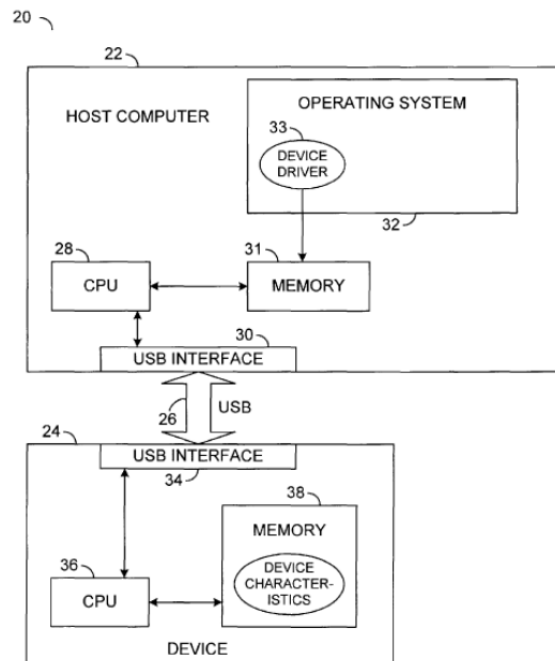 20
22
HOST COMPUTER
OPERATING SYSTEM
33
DEVICE
DRIVER
32
28
CPU
31
MEMORY
30
USB INTERFACE
26
USB
24
USB INTERFACE
34
38
MEMORY
DEVICE
CHARACTER-
ISTICS
36
CPU
DEVICE